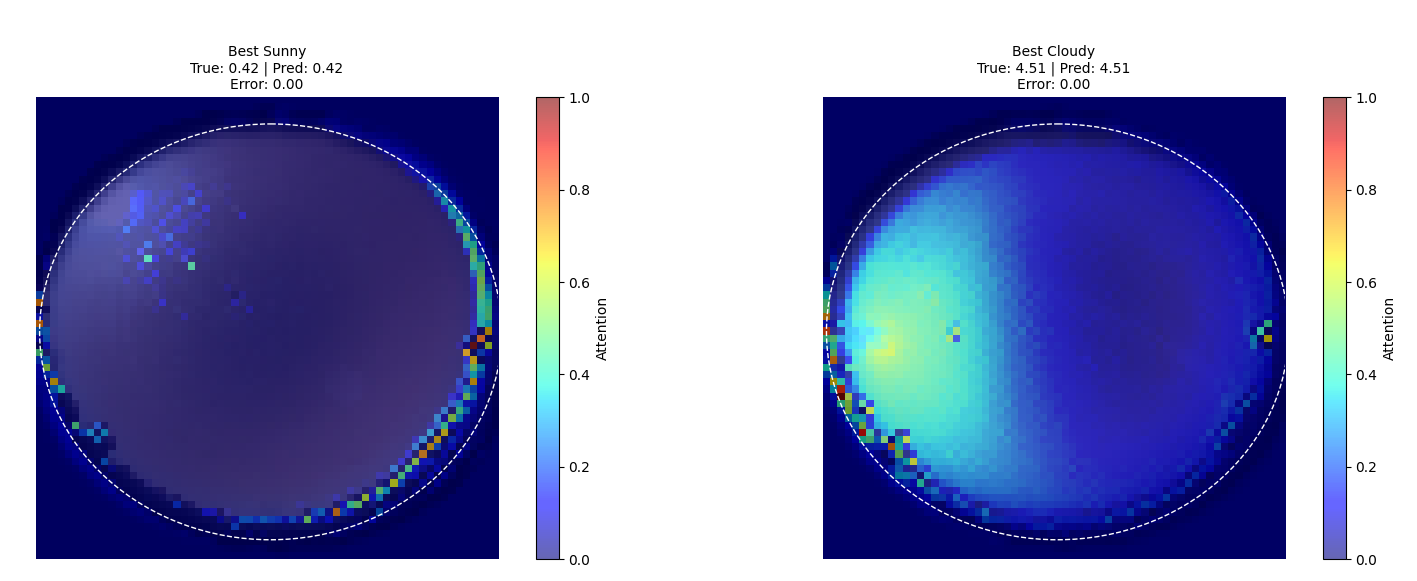 Best Sunny
True: 0.42 | Pred: 0.42
Error: 0.00
1.0
0.8
0.6
0.4
0.2
0.0
Attention
Best Cloudy
True: 4.51 | Pred: 4.51
Error: 0.00
1.0
0.8
0.6
0.4
0.2
0.0
Attention